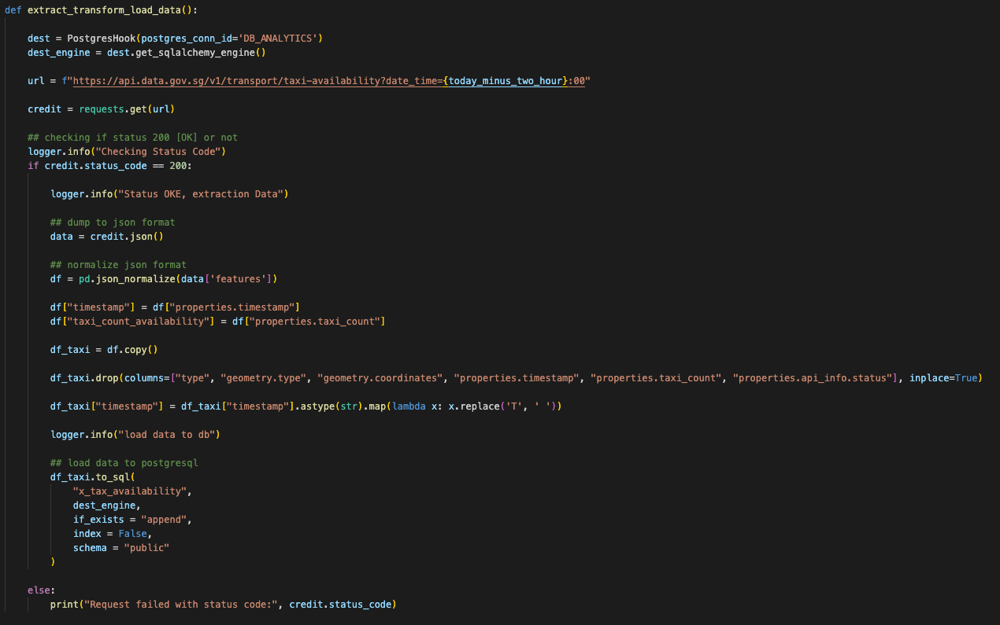 def extract_transform_load_data():
dest = PostgresHook(postgres_conn_id='DB_ANALYTICS')
dest_engine = dest.get_sqlalchemy_engine()
url = f"https://api.data.gov.sg/v1/transport/taxi-availability?date_time={today_minus_two_hour}:00"
credit = requests.get(url)
## checking if status 200 [OK] or not
logger.info("Checking Status Code")
if credit.status_code == 200:
logger.info("Status OKE, extraction Data")
## dump to json format
data = credit.json()
## normalize json format
df = pd.json_normalize(data['features'])
df["timestamp"] = df["properties.timestamp"]
df["taxi_count_availability"] = df["properties.taxi_count"]
df_taxi = df.copy()
df_taxi.drop(columns=["type", "geometry.type", "geometry.coordinates", "properties.timestamp", "properties.taxi_count", "properties.api_info.status"], inplace=True)
df_taxi["timestamp"] = df_taxi["timestamp"].astype(str).map(lambda x: x.replace('T', ' '))
logger.info("load data to db")
## load data to postgresql
df_taxi.to_sql(
"x_tax_availability",
dest_engine,
if_exists = "append",
index = False,
schema = "public"
)
else:
print("Request failed with status code:", credit.status_code)